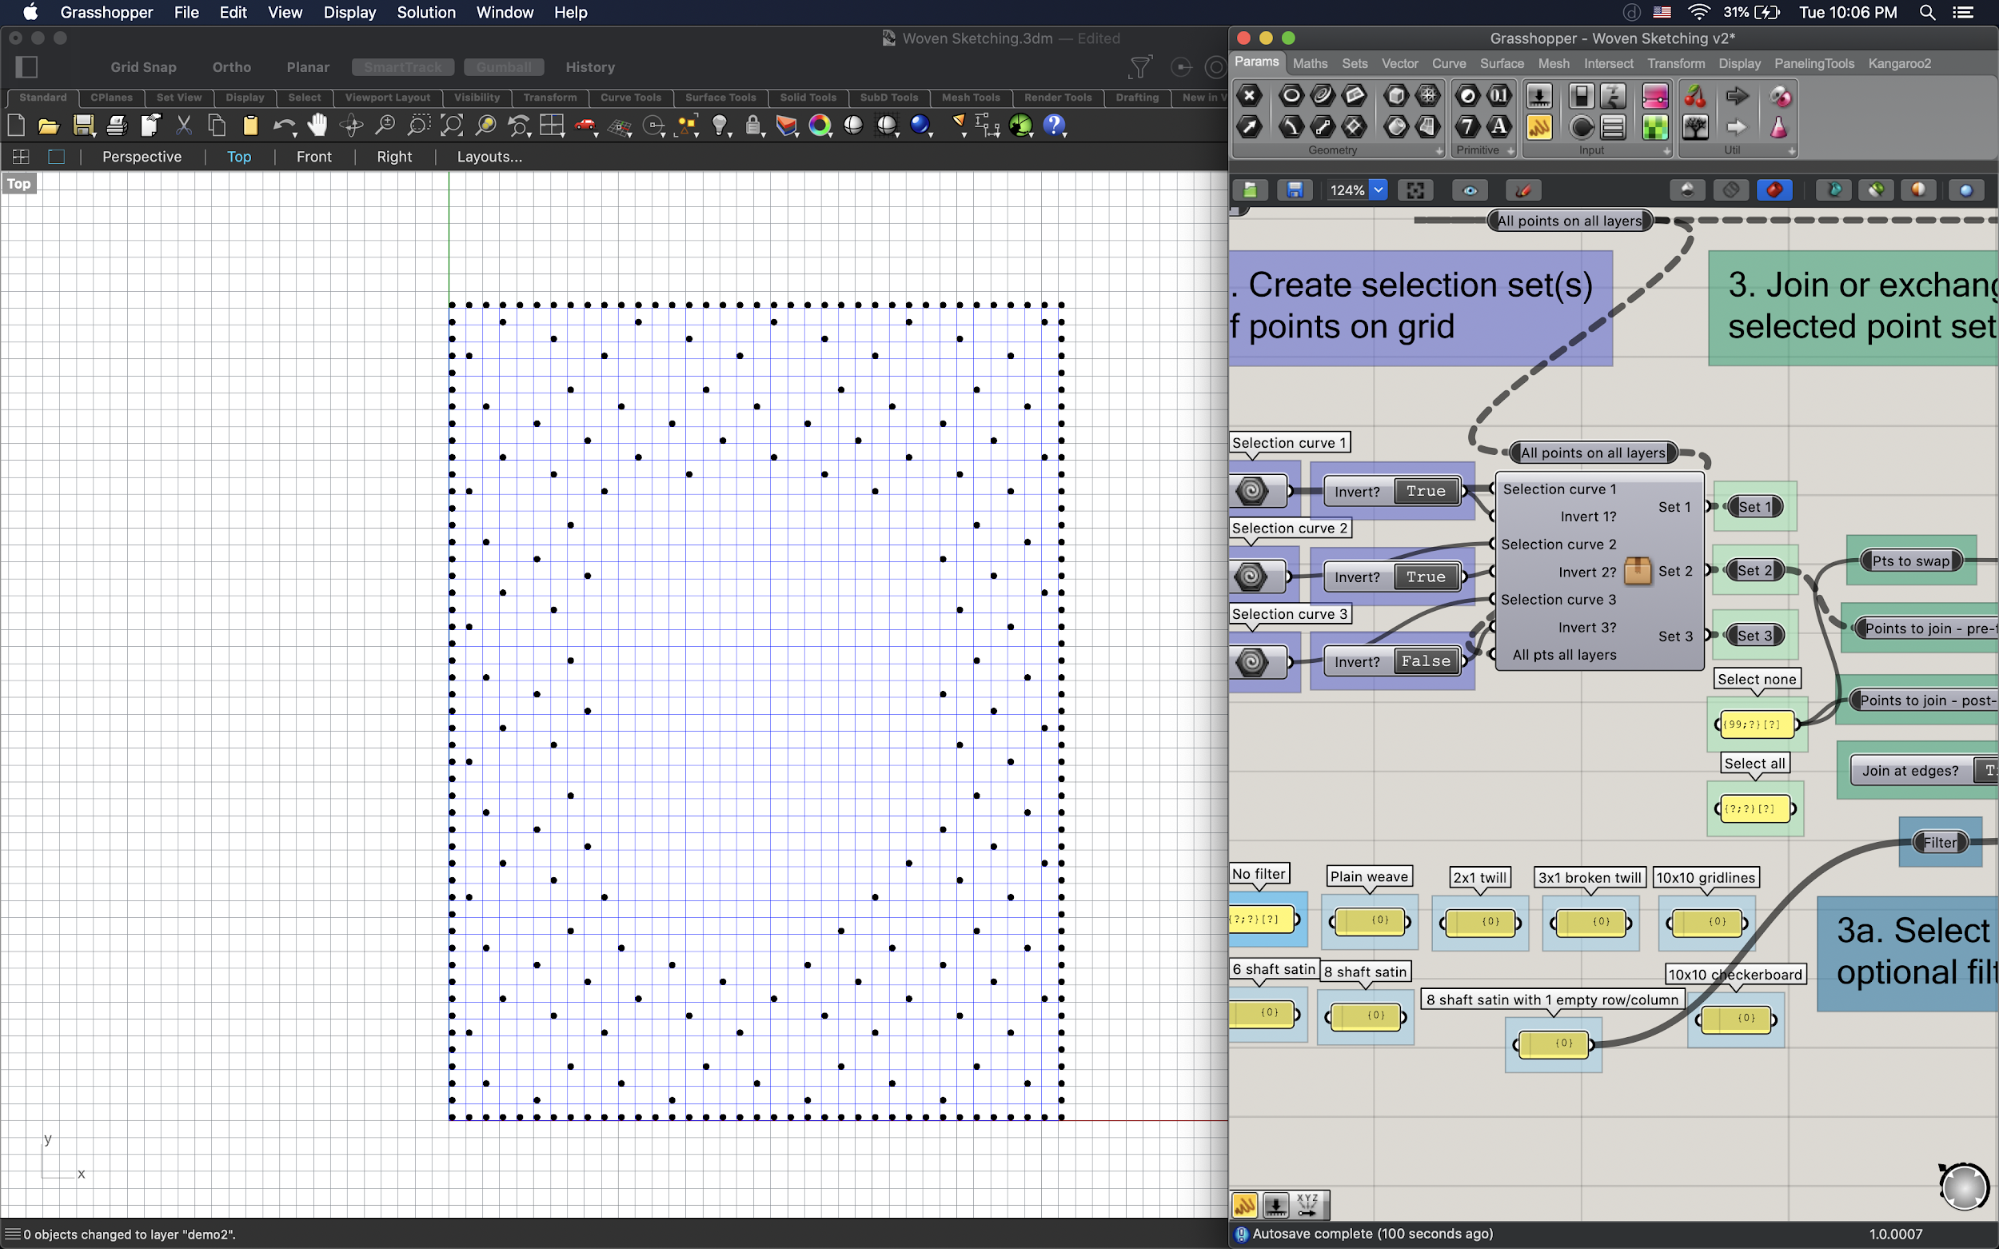 Grasshopper File Edit View Display Solution Window Help
31% Tue 10:06 PM
Woven Sketching.3dm — Edited
Grid Snap Ortho Planar SmartTrack Gumball History
Standard CPlanes Set View Display Select Viewport Layout Visibility Transform Curve Tools Surface Tools Solid Tools SubD Tools Mesh Tools Render Tools Drafting New in V
Perspective Top Front Right Layouts...
Top
y
x
0 objects changed to layer "demo2".
Grasshopper - Woven Sketching v2*
Params Maths Sets Vector Curve Surface Mesh Intersect Transform Display PanelingTools Kangaroo2
Geometry Primitive Input Util
124%
All points on all layers
. Create selection set(s)
f points on grid
3. Join or exchang
selected point set
Selection curve 1
All points on all layers
Invert? True
Selection curve 1
Invert 1?
Set 1
Set 1
Selection curve 2
Selection curve 2
Invert? True
Invert 2?
Set 2
Set 2
Pts to swap
Selection curve 3
Selection curve 3
Invert 3?
Points to join - pre-
Invert? False
All pts all layers
Set 3
Set 3
Select none
{99;?}[?]
Points to join - post-
Select all
{?;?}[?]
Join at edges? T
Filter
No filter
{?;?}[?]
Plain weave
{0}
2x1 twill
{0}
3x1 broken twill
{0}
10x10 gridlines
{0}
3a. Select
optional filt
6 shaft satin
{0}
8 shaft satin
{0}
8 shaft satin with 1 empty row/column
{0}
10x10 checkerboard
{0}
XYZ
Autosave complete (100 seconds ago)
1.0.0007